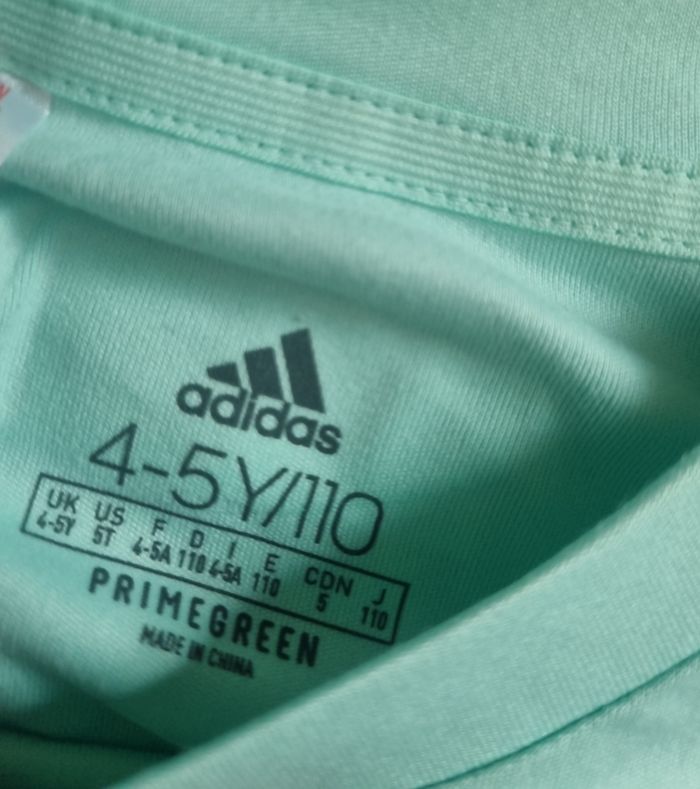 adidas
4-5Y/110
UK US F D I E CDN J
4-5Y 5T 4-5A 110 4-5A 110 5 110
PRIMEGREEN
MADE IN CHINA